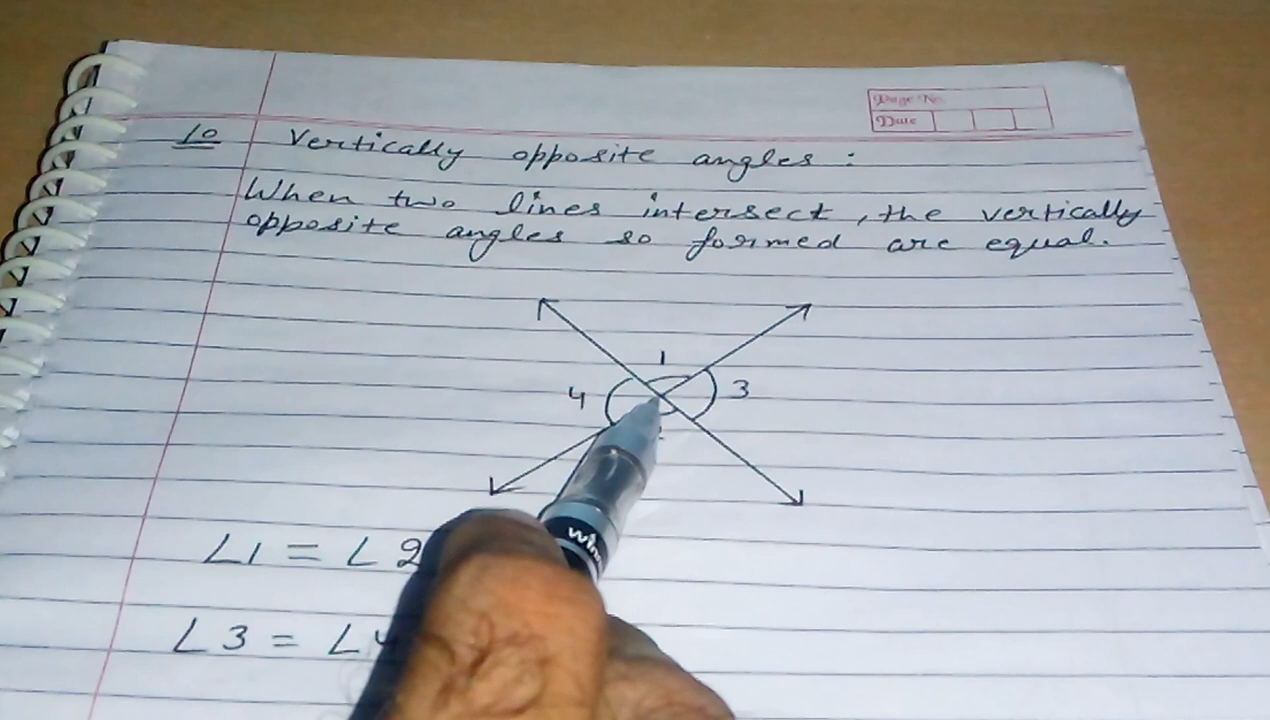 Page No.
Date
10 Vertically opposite angles :
When two lines intersect , the vertically
opposite angles so formed are equal.
1
4 3
∠1 = ∠2
∠3 = ∠4